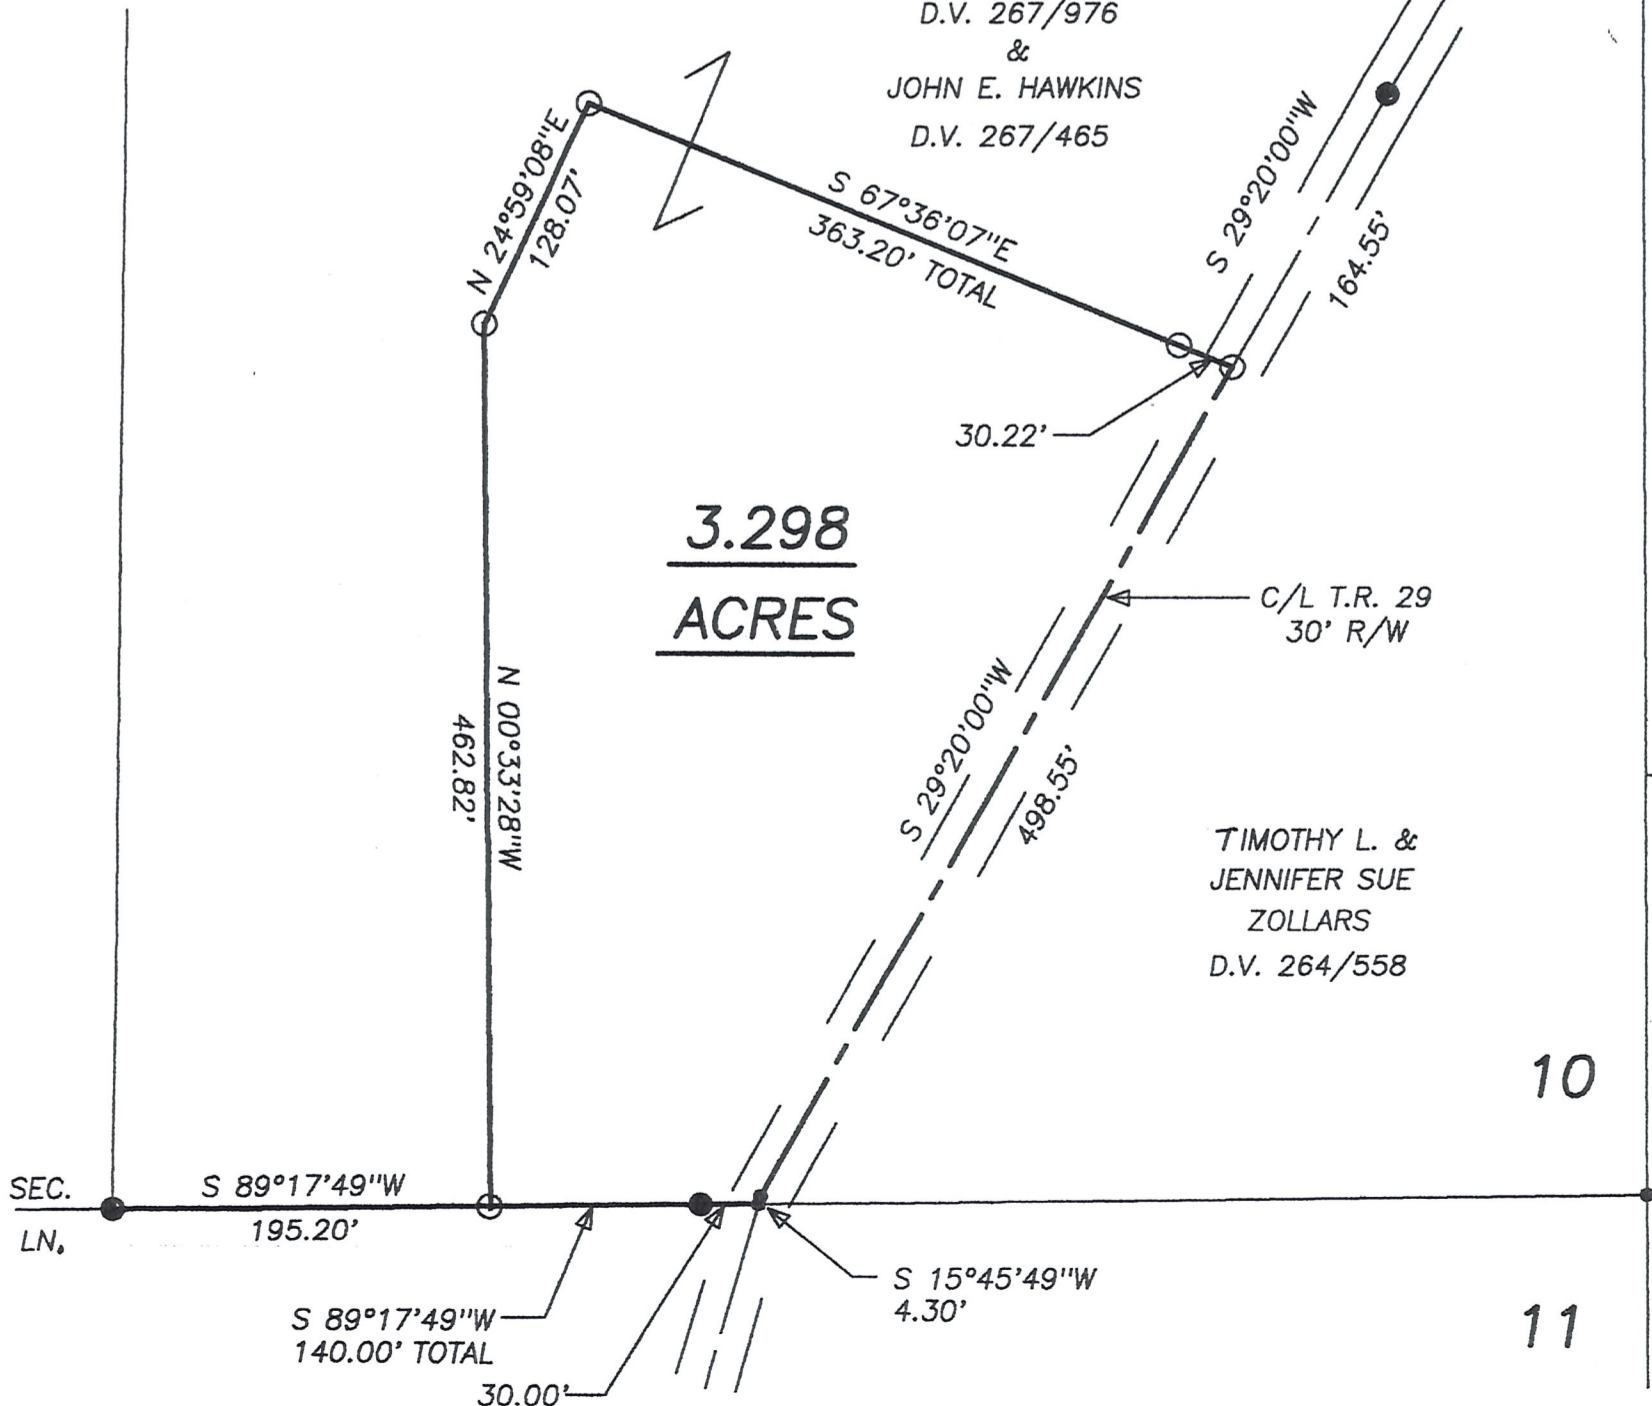 D.V. 267/976
&
JOHN E. HAWKINS
D.V. 267/465
N 24°59'08"E
128.07'
S 67°36'07"E
363.20' TOTAL
S 29°20'00"W
164.55'
30.22'
3.298
ACRES
C/L T.R. 29
30' R/W
N 00°33'28"W
462.82'
S 29°20'00"W
498.55'
TIMOTHY L. &
JENNIFER SUE
ZOLLARS
D.V. 264/558
10
SEC.
LN.
S 89°17'49"W
195.20'
S 89°17'49"W
140.00' TOTAL
30.00'
S 15°45'49"W
4.30'
11